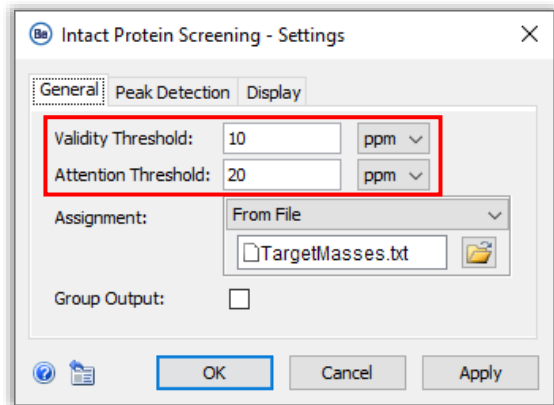 Be Intact Protein Screening - Settings
General Peak Detection Display
Validity Threshold: 10 ppm
Attention Threshold: 20 ppm
Assignment: From File
TargetMasses.txt
Group Output:
? OK Cancel Apply